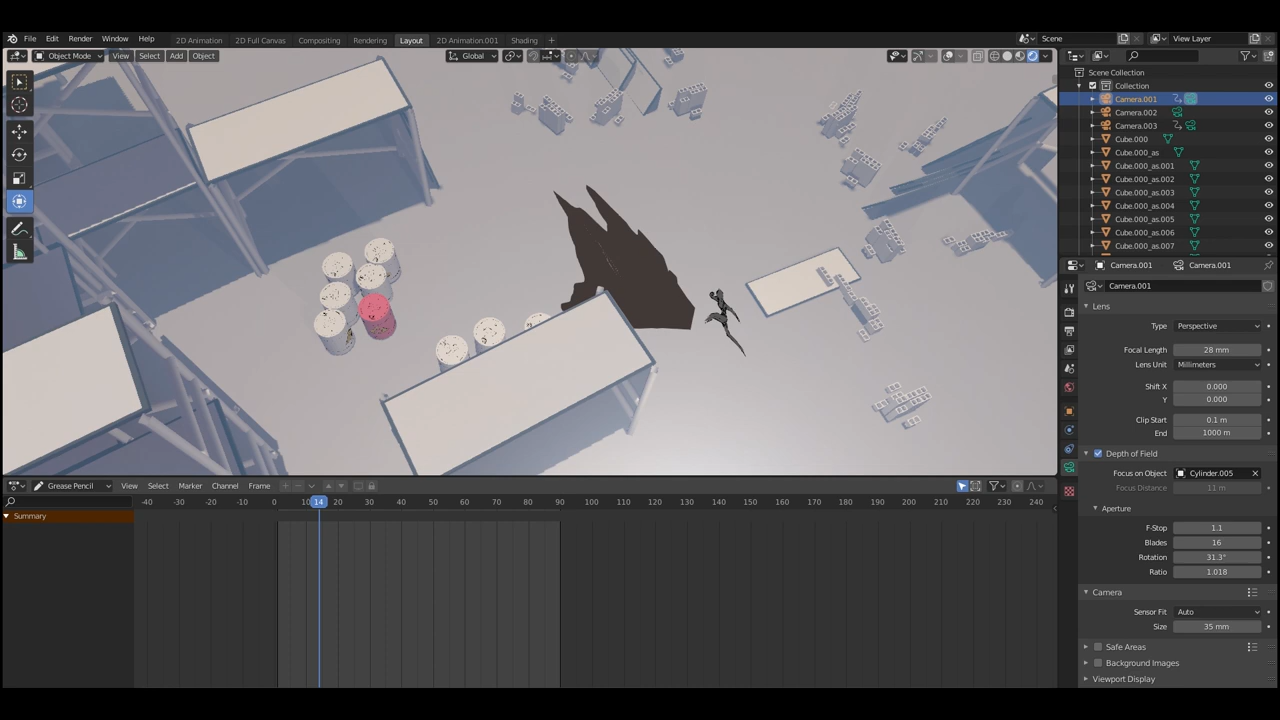 File Edit Render Window Help 2D Animation 2D Full Canvas Compositing Rendering Layout 2D Animation.001 Shading + Scene View Layer
Object Mode View Select Add Object Global
Scene Collection
Collection
Camera.001
Camera.002
Camera.003
Cube.000
Cube.000_as
Cube.000_as.001
Cube.000_as.002
Cube.000_as.003
Cube.000_as.004
Cube.000_as.005
Cube.000_as.006
Cube.000_as.007
Camera.001 Camera.001
Camera.001
Lens
Type Perspective
Focal Length 28 mm
Lens Unit Millimeters
Shift X 0.000
Y 0.000
Clip Start 0.1 m
End 1000 m
Depth of Field
Focus on Object Cylinder.005
Focus Distance 11 m
Aperture
F-Stop 1.1
Blades 16
Rotation 31.3°
Ratio 1.018
Camera
Sensor Fit Auto
Size 35 mm
Safe Areas
Background Images
Viewport Display
Grease Pencil View Select Marker Channel Frame
-40 -30 -20 -10 0 10 14 20 30 40 50 60 70 80 90 100 110 120 130 140 150 160 170 180 190 200 210 220 230 240
Summary